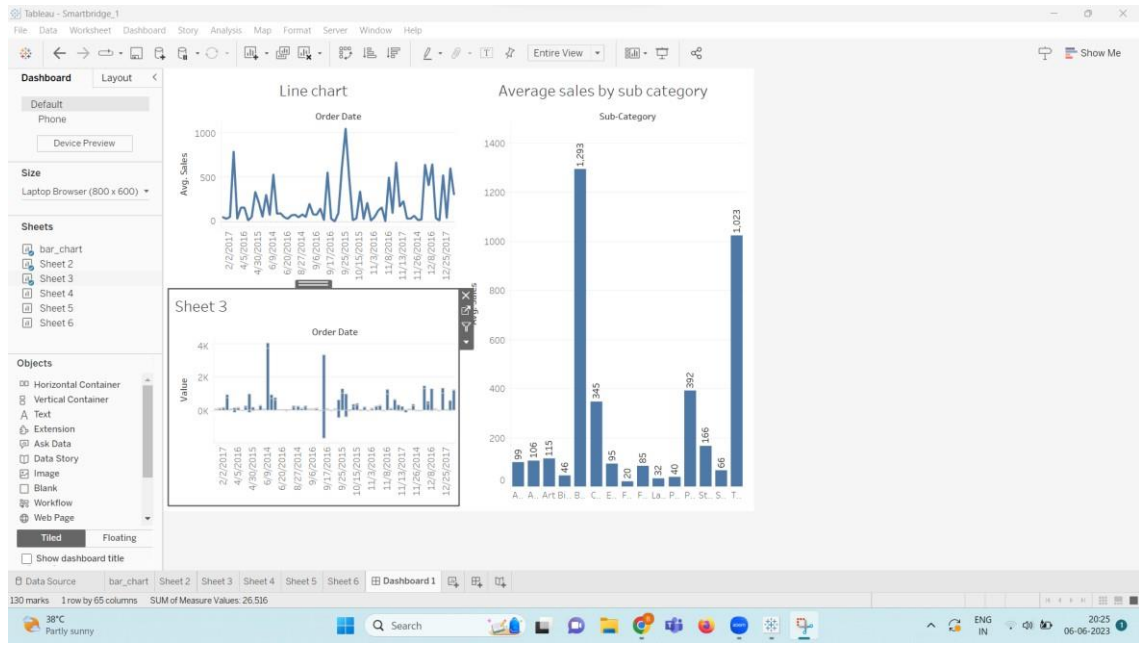 Tableau - Smartbridge_1
File Data Worksheet Dashboard Story Analysis Map Format Server Window Help
Entire View
Show Me
Dashboard Layout
Default
Phone
Device Preview
Size
Laptop Browser (800 x 600)
Sheets
bar_chart
Sheet 2
Sheet 3
Sheet 4
Sheet 5
Sheet 6
Objects
Horizontal Container
Vertical Container
Text
Extension
Ask Data
Data Story
Image
Blank
Workflow
Web Page
Tiled Floating
Show dashboard title
Line chart
Order Date
Avg. Sales
1000
500
0
2/2/2017
4/5/2016
4/30/2015
6/9/2014
6/20/2016
8/27/2014
9/6/2016
9/17/2016
9/25/2015
10/15/2015
11/3/2016
11/8/2016
11/13/2017
11/26/2014
12/8/2016
12/25/2017
Sheet 3
Order Date
Value
4K
2K
0K
2/2/2017
4/5/2016
4/30/2015
6/9/2014
6/20/2016
8/27/2014
9/6/2016
9/17/2016
9/25/2015
10/15/2015
11/3/2016
11/8/2016
11/13/2017
11/26/2014
12/8/2016
12/25/2017
Average sales by sub category
Sub-Category
1400
1200
1000
800
600
400
200
0
99
106
115
46
1,293
345
95
20
85
32
40
392
166
66
1,023
A.. A.. Art Bi.. B.. C.. E.. F.. F.. La.. P.. P.. St.. S.. T..
Data Source bar_chart Sheet 2 Sheet 3 Sheet 4 Sheet 5 Sheet 6 Dashboard 1
130 marks 1 row by 65 columns SUM of Measure Values: 26,516
38°C
Partly sunny
Search
ENG
IN
20:25
06-06-2023
1